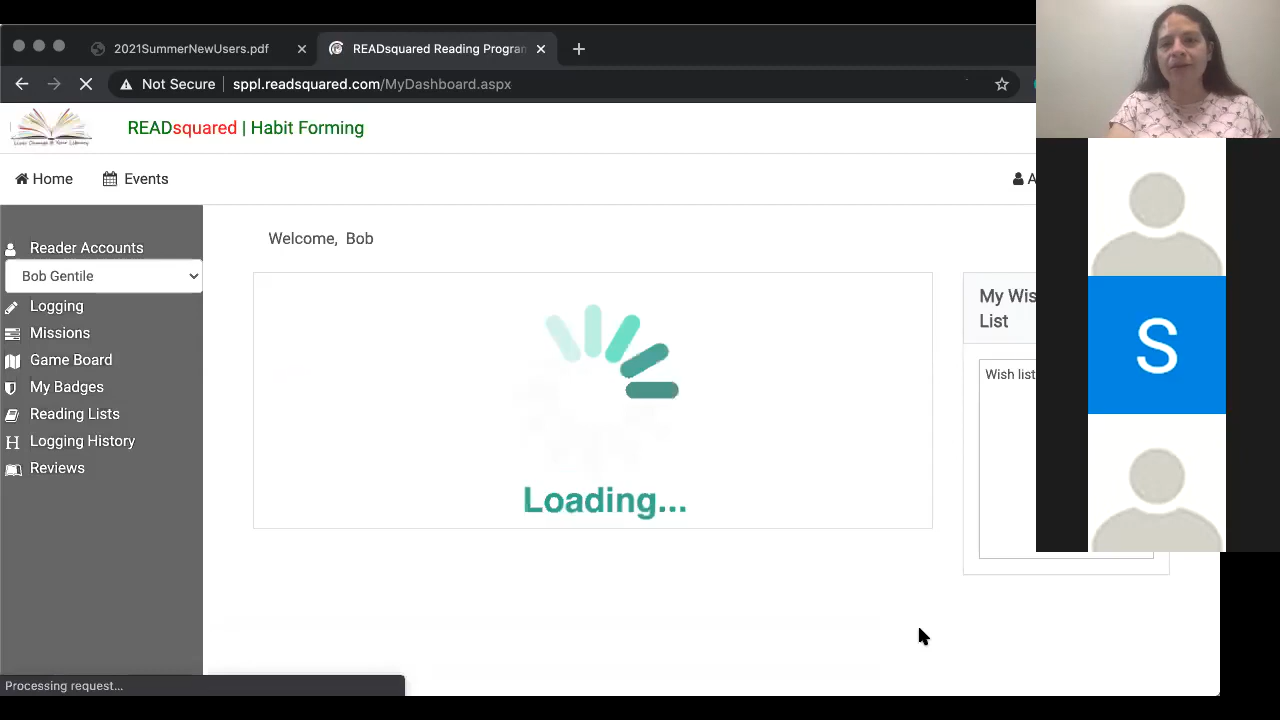 2021SummerNewUsers.pdf
READsquared Reading Program
Not Secure
sppl.readsquared.com/MyDashboard.aspx
READsquared | Habit Forming
Home
Events
A
Welcome, Bob
Reader Accounts
Bob Gentile
Logging
Missions
Game Board
My Badges
Reading Lists
Logging History
Reviews
Loading...
My Wis
List
Wish list
S
Processing request...